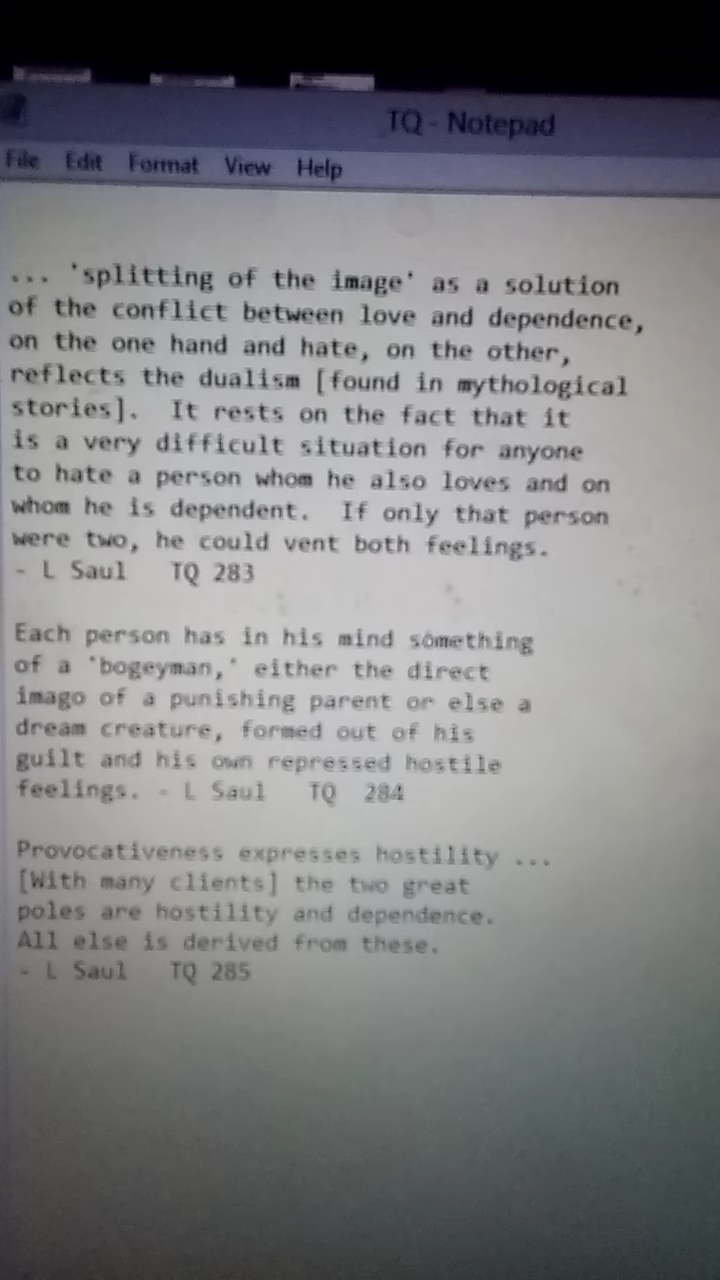 TQ - Notepad
File Edit Format View Help
... 'splitting of the image' as a solution
of the conflict between love and dependence,
on the one hand and hate, on the other,
reflects the dualism [found in mythological
stories].  It rests on the fact that it
is a very difficult situation for anyone
to hate a person whom he also loves and on
whom he is dependent.  If only that person
were two, he could vent both feelings.
- L Saul   TQ 283
Each person has in his mind something
of a 'bogeyman,' either the direct
imago of a punishing parent or else a
dream creature, formed out of his
guilt and his own repressed hostile
feelings. - L Saul   TQ  284
Provocativeness expresses hostility ...
[With many clients] the two great
poles are hostility and dependence.
All else is derived from these.
- L Saul   TQ 285